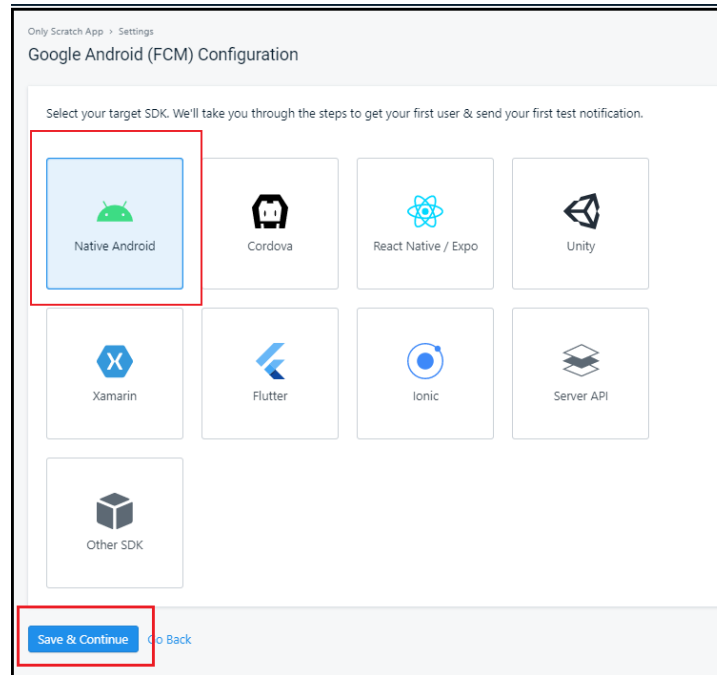 Only Scratch App > Settings
Google Android (FCM) Configuration
Select your target SDK. We'll take you through the steps to get your first user & send your first test notification.
Native Android
Cordova
React Native / Expo
Unity
Xamarin
Flutter
Ionic
Server API
Other SDK
Save & Continue
Go Back